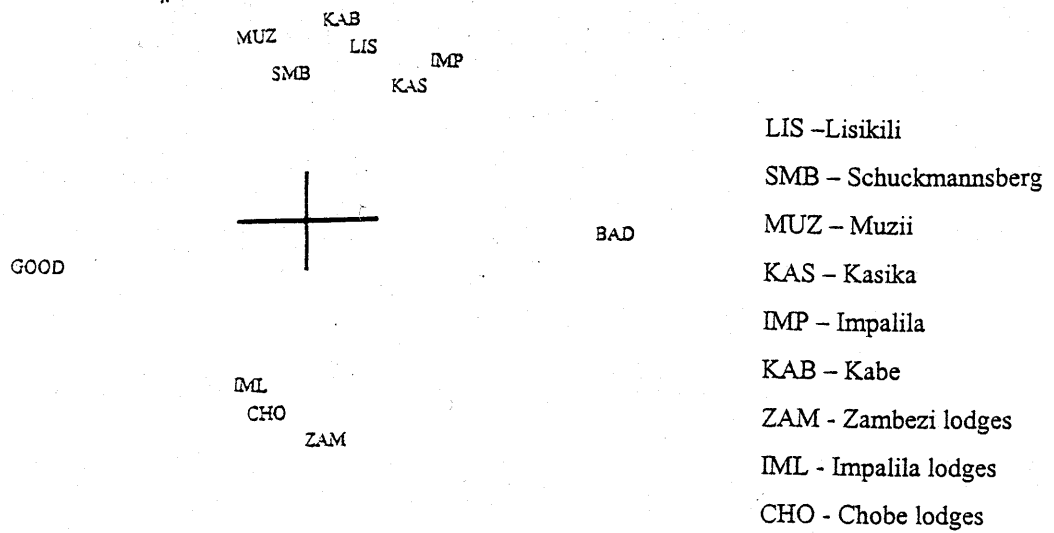 KAB
MUZ
LIS
IMP
SMB
KAS
LIS –Lisikili
SMB – Schuckmannsberg
MUZ – Muzii
BAD
KAS – Kasika
GOOD
IMP – Impalila
KAB – Kabe
IML
CHO
ZAM - Zambezi lodges
ZAM
IML - Impalila lodges
CHO - Chobe lodges